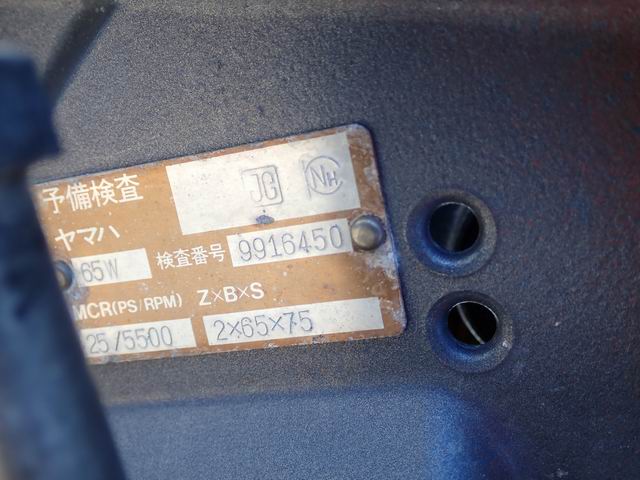 予備検査 JG NH
ヤマハ
65W 検査番号 9916450
MCR(PS/RPM) Z×B×S
25/5500 2×65×75